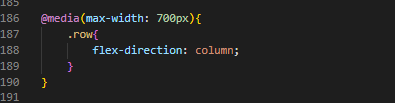 185
186 @media(max-width: 700px){
187 .row{
188 flex-direction: column;
189 }
190 }
191